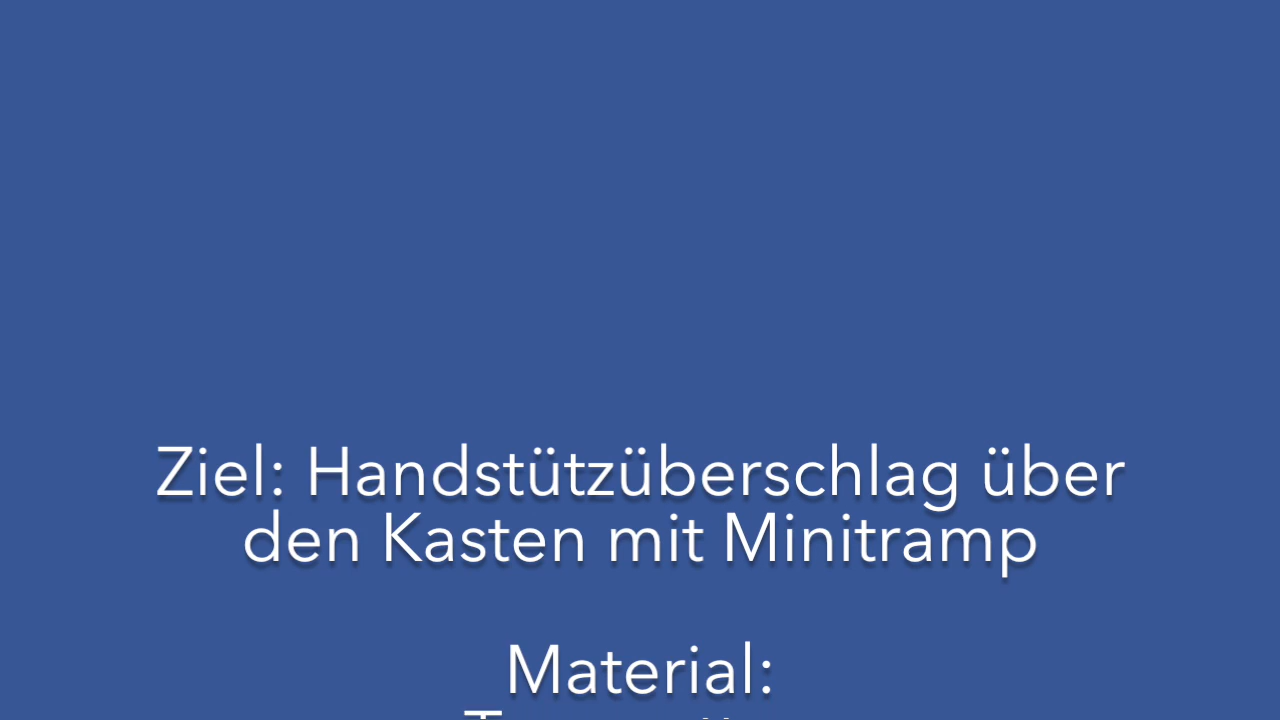 Ziel: Handstützüberschlag über
den Kasten mit Minitramp
Material: